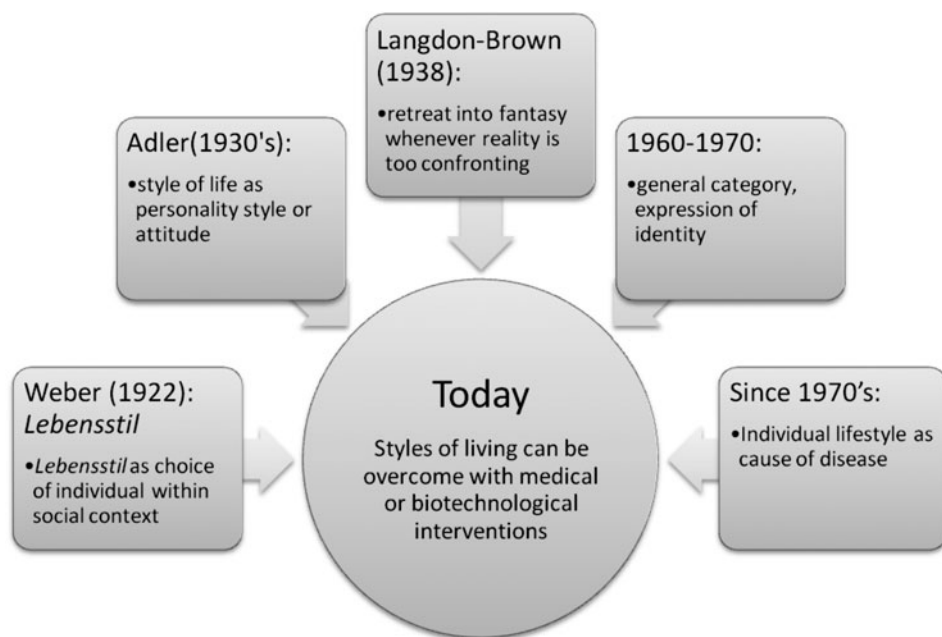 Langdon-Brown
(1938):
•retreat into fantasy
whenever reality is
too confronting
Adler(1930's):
•style of life as
personality style or
attitude
1960-1970:
•general category,
expression of
identity
Weber (1922):
Lebensstil
•Lebensstil as choice
of individual within
social context
Today
Styles of living can be
overcome with medical
or biotechnological
interventions
Since 1970’s:
•Individual lifestyle as
cause of disease